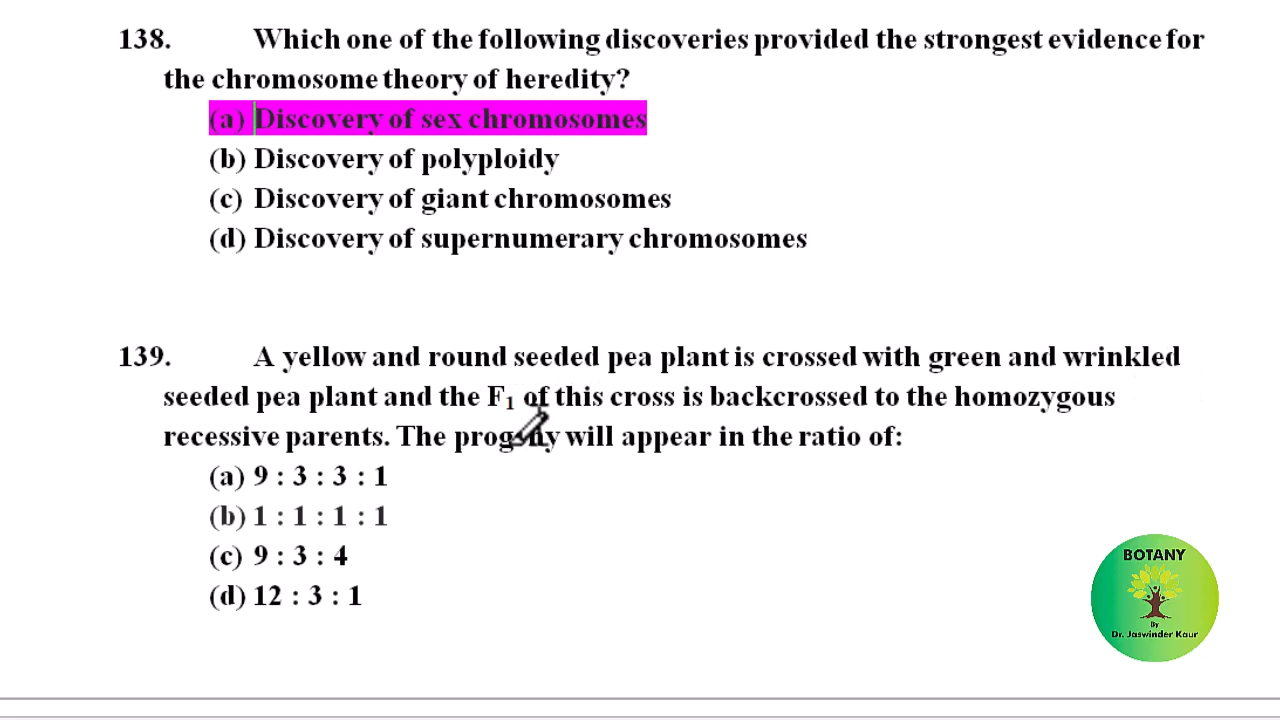 138. Which one of the following discoveries provided the strongest evidence for
the chromosome theory of heredity?
(a) Discovery of sex chromosomes
(b) Discovery of polyploidy
(c) Discovery of giant chromosomes
(d) Discovery of supernumerary chromosomes
139. A yellow and round seeded pea plant is crossed with green and wrinkled
seeded pea plant and the F₁ of this cross is backcrossed to the homozygous
recessive parents. The progeny will appear in the ratio of:
(a) 9 : 3 : 3 : 1
(b) 1 : 1 : 1 : 1
(c) 9 : 3 : 4
(d) 12 : 3 : 1
BOTANY
By
Dr. Jaswinder Kaur